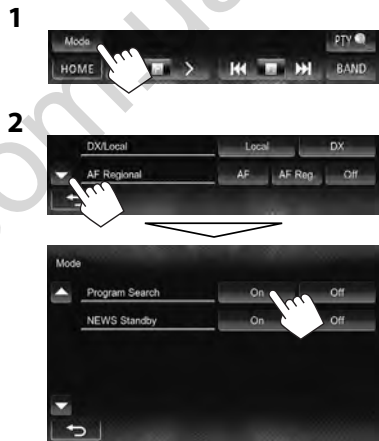 1
Mode PTY
HOME BAND
2
DX/Local Local DX
AF Regional AF AF Reg. Off
Mode
Program Search On Off
NEWS Standby On Off